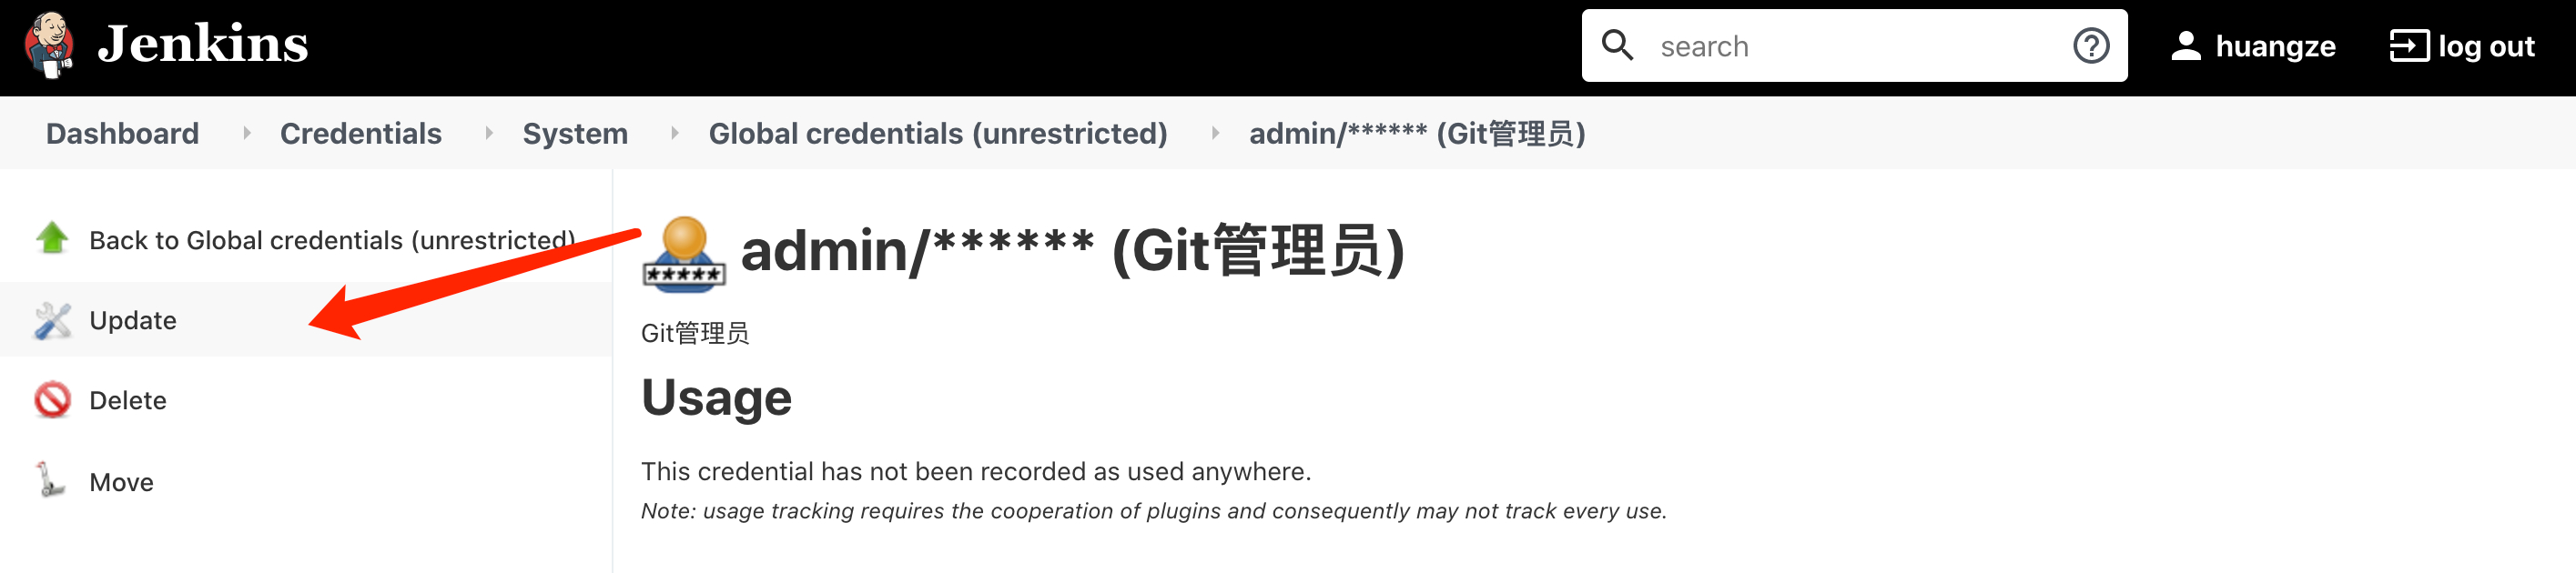 Jenkins
search
huangze
log out
Dashboard
Credentials
System
Global credentials (unrestricted)
admin/****** (Git管理员)
Back to Global credentials (unrestricted)
Update
Delete
Move
*****
admin/****** (Git管理员)
Git管理员
Usage
This credential has not been recorded as used anywhere.
Note: usage tracking requires the cooperation of plugins and consequently may not track every use.